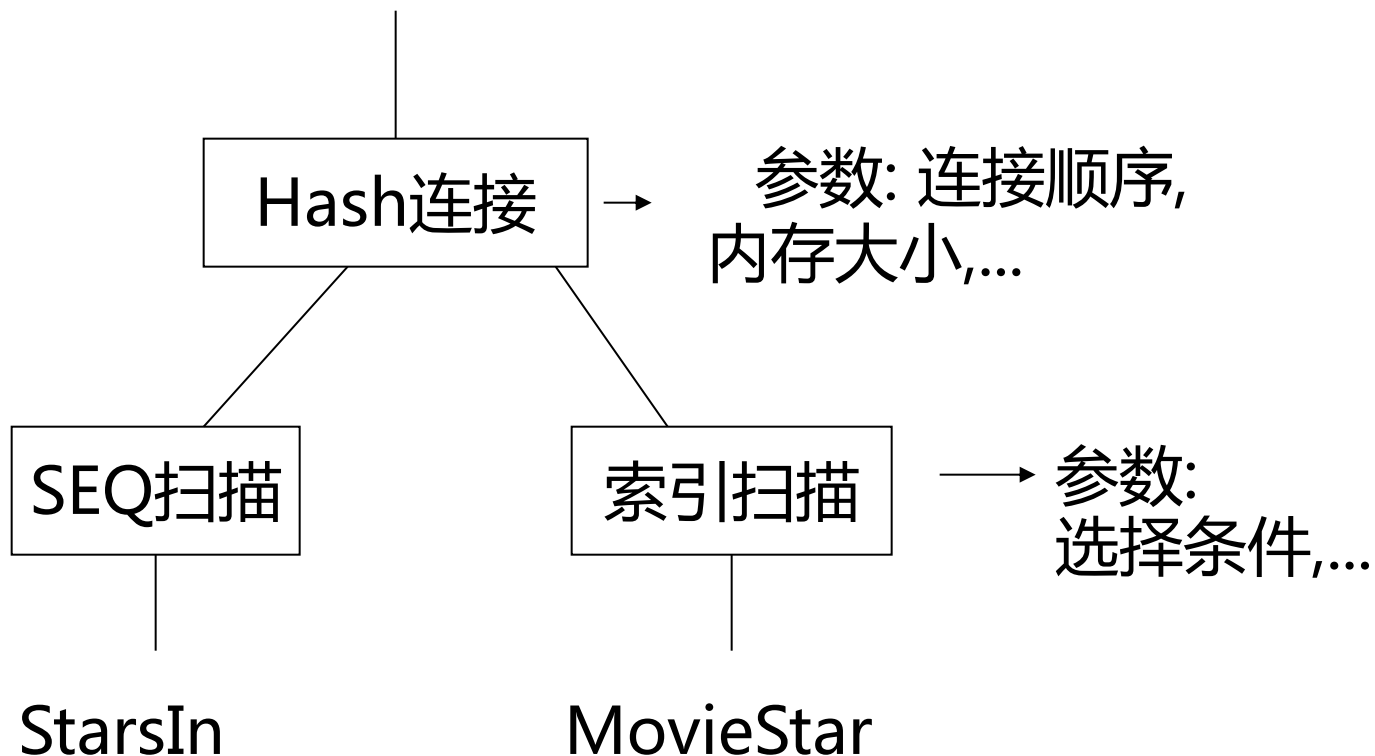 Hash连接
参数: 连接顺序,
内存大小,...
SEQ扫描
索引扫描
参数:
选择条件,...
StarsIn
MovieStar